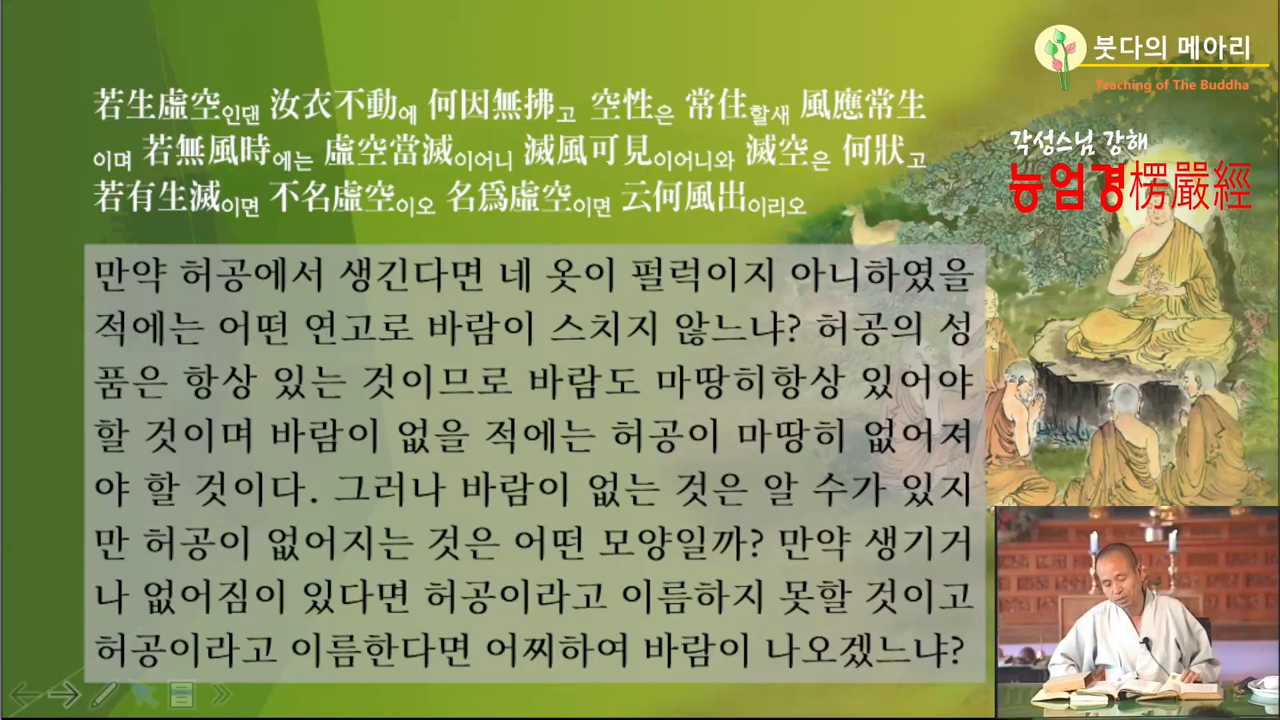 若生虛空인댄 汝衣不動에 何因無拂고 空性은 常住할새 風應常生
이며 若無風時에는 虛空當滅이어니 滅風可見이어니와 滅空은 何狀고
若有生滅이면 不名虛空이오 名爲虛空이면 云何風出이리오
만약 허공에서 생긴다면 네 옷이 펄럭이지 아니하였을
적에는 어떤 연고로 바람이 스치지 않느냐? 허공의 성
품은 항상 있는 것이므로 바람도 마땅히항상 있어야
할 것이며 바람이 없을 적에는 허공이 마땅히 없어져
야 할 것이다. 그러나 바람이 없는 것은 알 수가 있지
만 허공이 없어지는 것은 어떤 모양일까? 만약 생기거
나 없어짐이 있다면 허공이라고 이름하지 못할 것이고
허공이라고 이름한다면 어찌하여 바람이 나오겠느냐?
붓다의 메아리
Teaching of The Buddha
각성스님 강해
능엄경楞嚴經